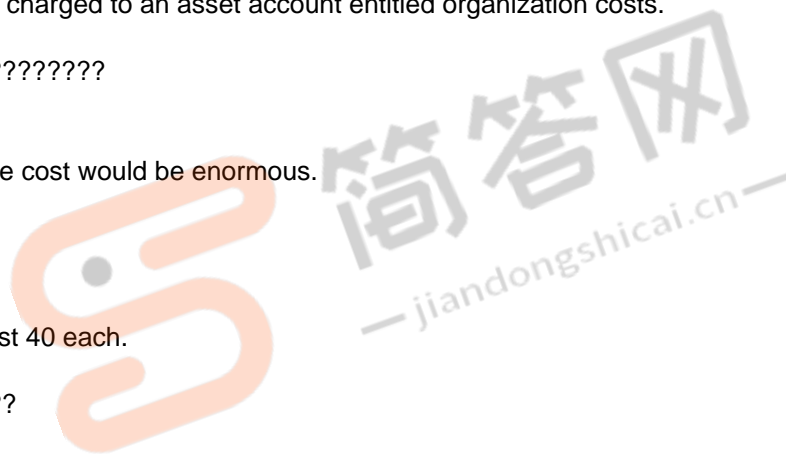 charged to an asset account entitled organization costs.
????????
e cost would be enormous.
简答网
jiandongshicai.cn
st 40 each.
?